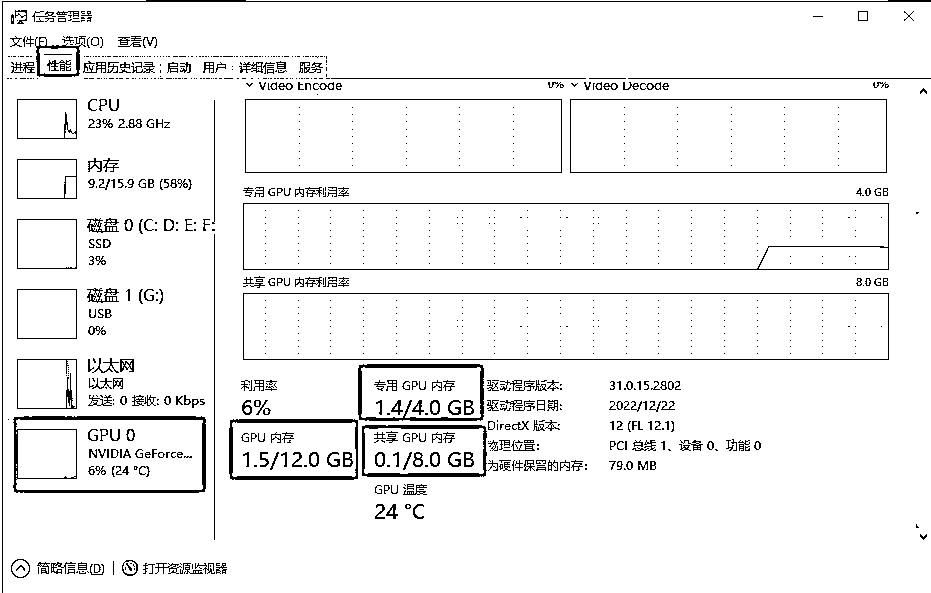 任务管理器
文件(F) 选项(O) 查看(V)
进程 性能 应用历史记录 启动 用户 详细信息 服务
CPU
23% 2.88 GHz
内存
9.2/15.9 GB (58%)
磁盘 0 (C: D: E: F:
SSD
3%
磁盘 1 (G:)
USB
0%
以太网
以太网
发送: 0 接收: 0 Kbps
GPU 0
NVIDIA GeForce...
6% (24 °C)
Video Encode 0% Video Decode 0%
专用 GPU 内存利用率 4.0 GB
共享 GPU 内存利用率 8.0 GB
利用率
6%
专用 GPU 内存
1.4/4.0 GB
GPU 内存
1.5/12.0 GB
共享 GPU 内存
0.1/8.0 GB
GPU 温度
24 °C
驱动程序版本: 31.0.15.2802
驱动程序日期: 2022/12/22
DirectX 版本: 12 (FL 12.1)
物理位置: PCI 总线 1、设备 0、功能 0
为硬件保留的内存: 79.0 MB
简略信息(D) 打开资源监视器